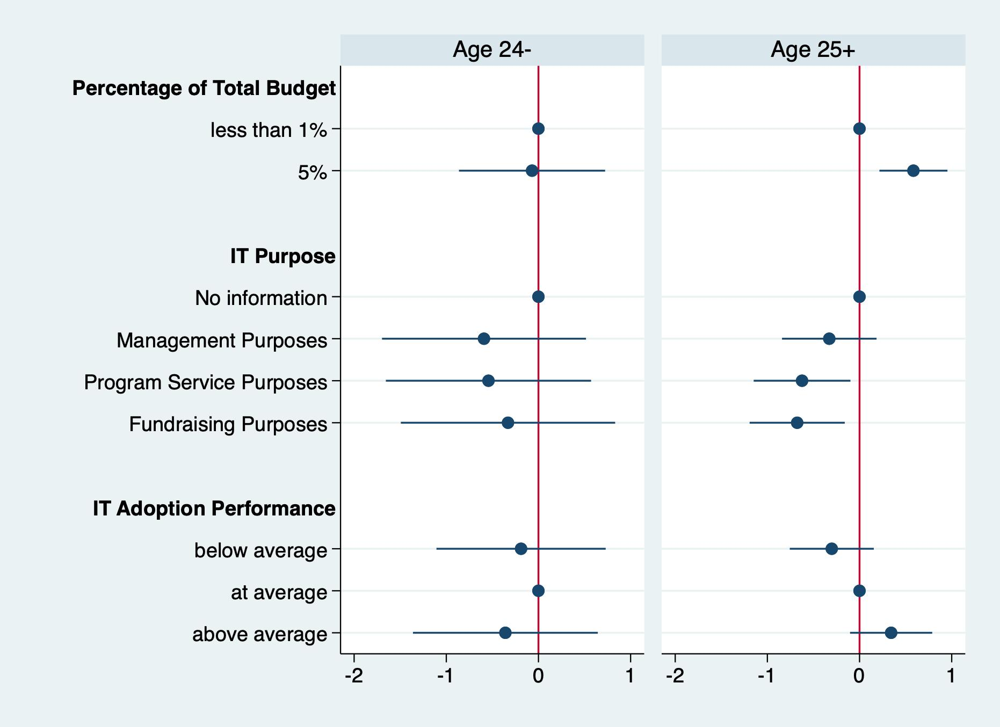 Age 24-
Age 25+
Percentage of Total Budget
less than 1%
5%
IT Purpose
No information
Management Purposes
Program Service Purposes
Fundraising Purposes
IT Adoption Performance
below average
at average
above average
-2 -1 0 1
-2 -1 0 1